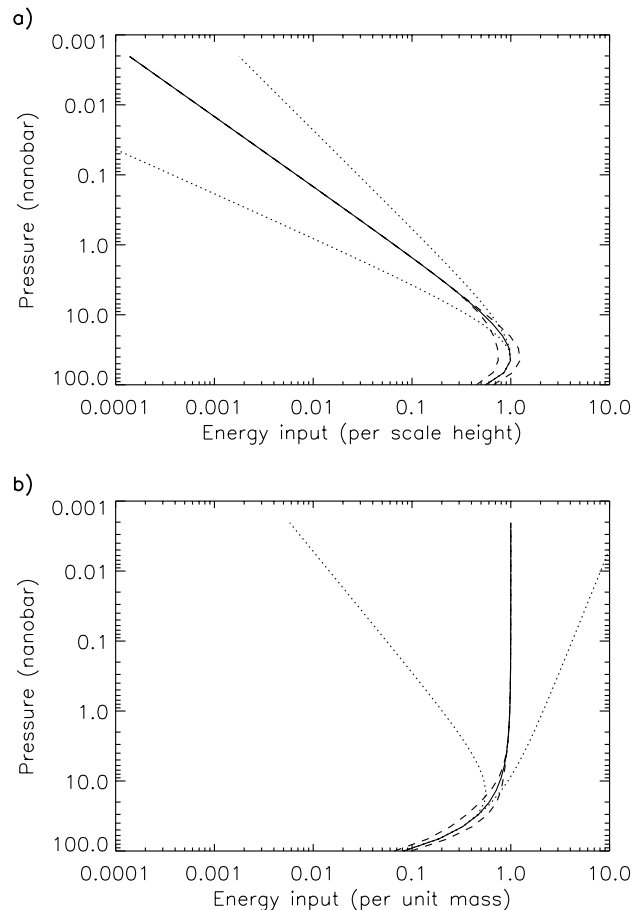 a)
0.001
0.01
0.1
1.0
10.0
100.0
Pressure (nanobar)
0.0001 0.001 0.01 0.1 1.0 10.0
Energy input (per scale height)
b)
0.001
0.01
0.1
1.0
10.0
100.0
Pressure (nanobar)
0.0001 0.001 0.01 0.1 1.0 10.0
Energy input (per unit mass)